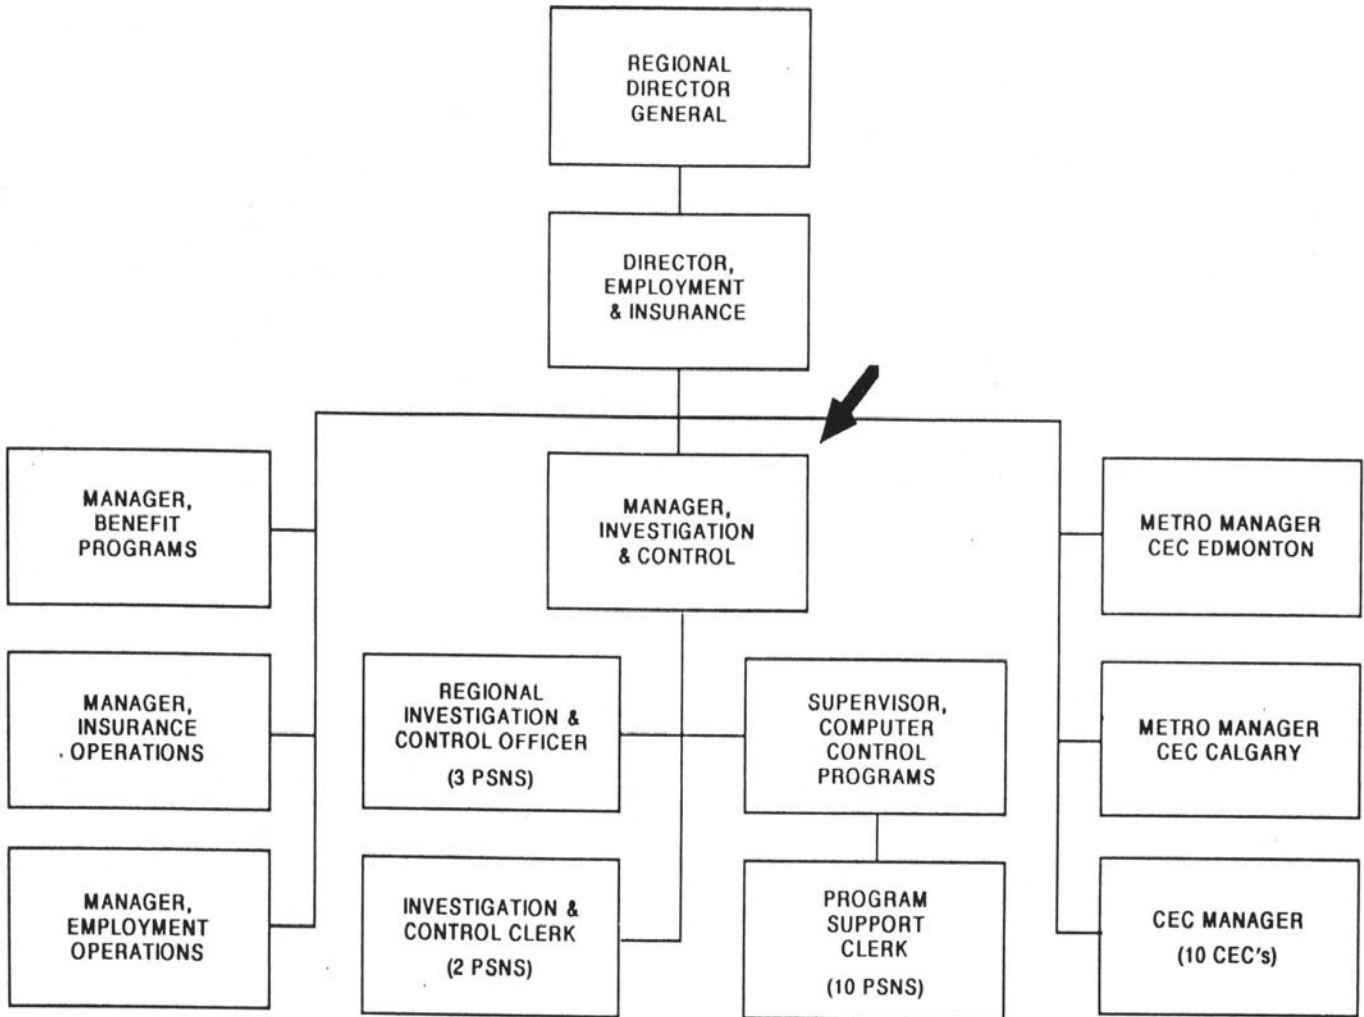 REGIONAL
DIRECTOR
GENERAL
DIRECTOR,
EMPLOYMENT
& INSURANCE
MANAGER,
BENEFIT
PROGRAMS
MANAGER,
INVESTIGATION
& CONTROL
METRO MANAGER
CEC EDMONTON
MANAGER,
INSURANCE
OPERATIONS
REGIONAL
INVESTIGATION &
CONTROL OFFICER
(3 PSNS)
SUPERVISOR,
COMPUTER
CONTROL
PROGRAMS
METRO MANAGER
CEC CALGARY
MANAGER,
EMPLOYMENT
OPERATIONS
INVESTIGATION &
CONTROL CLERK
(2 PSNS)
PROGRAM
SUPPORT
CLERK
(10 PSNS)
CEC MANAGER
(10 CEC's)